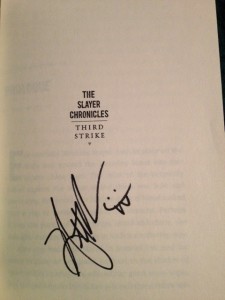 THE
SLAYER
CHRONICLES
THIRD
STRIKE